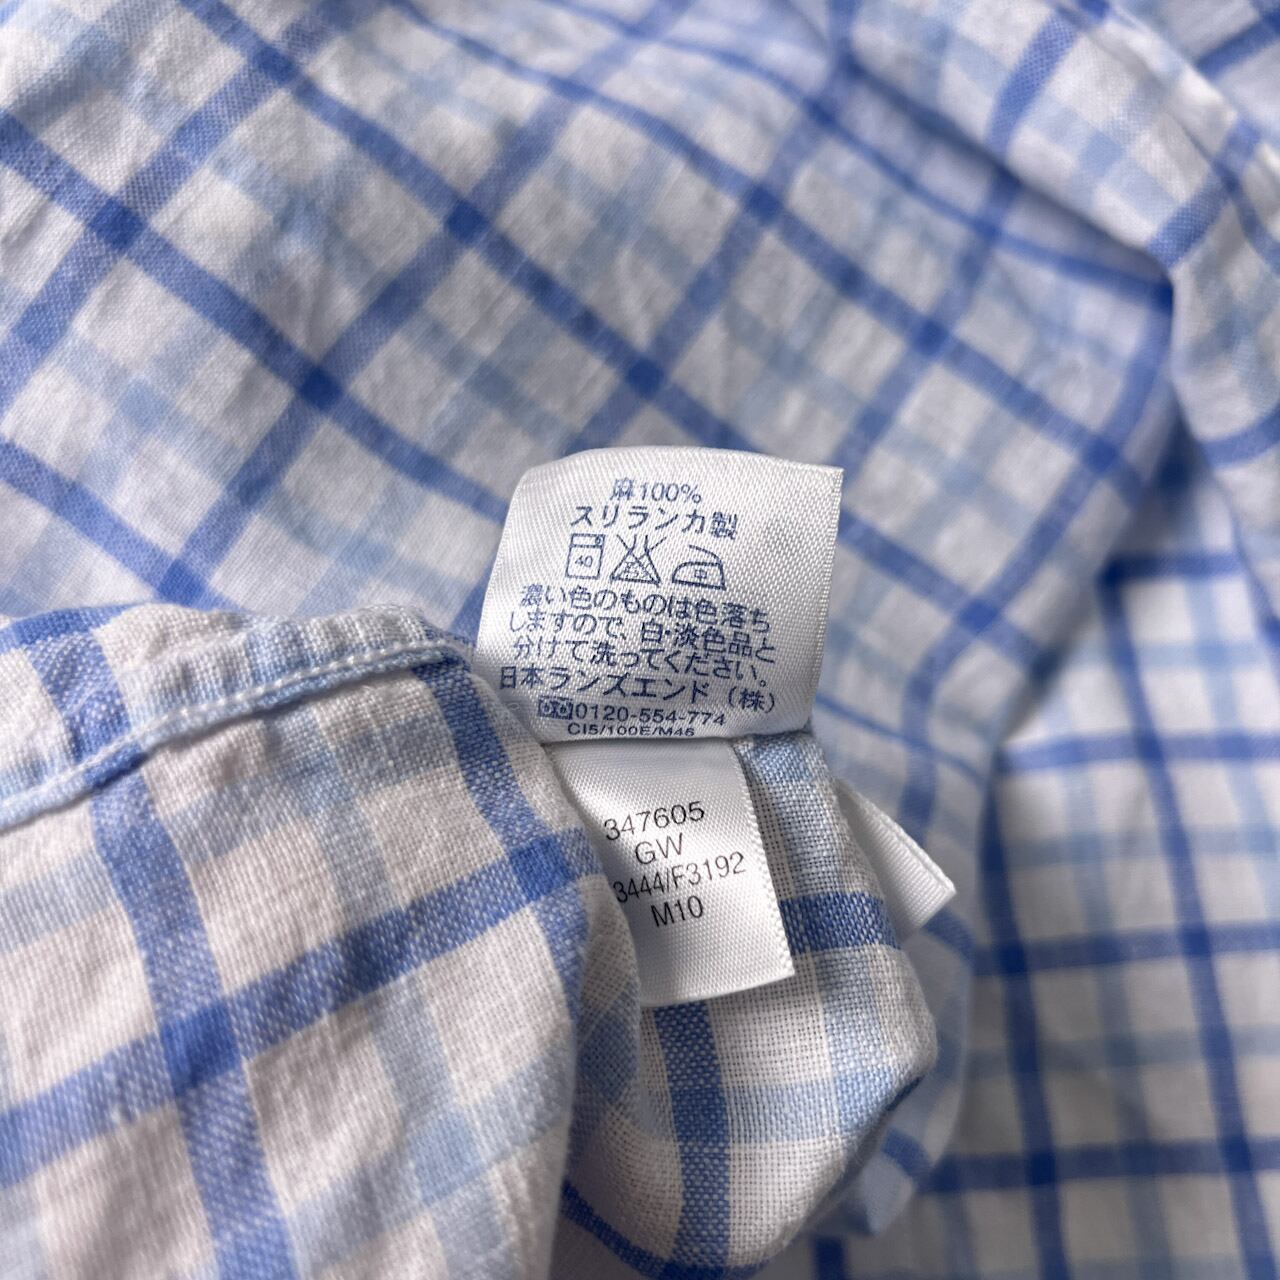 麻100%
スリランカ製
40
中
濃い色のものは色落ち
しますので、白・淡色品と
分けて洗ってください。
日本ランズエンド(株)
0120-554-774
CI5/100E/M46
347605
GW
3444/F3192
M10